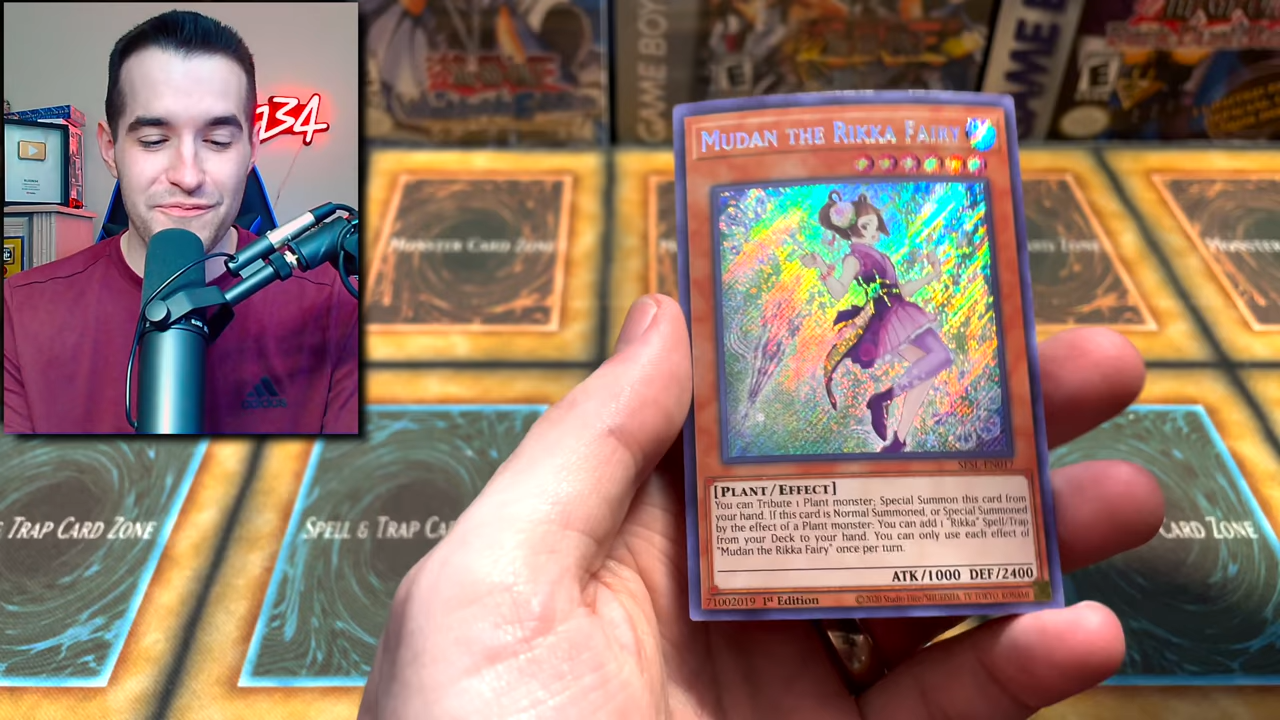 GAME BOY
E
GAME
E
234
MUDAN THE RIKKA FAIRY
MONSTER CARD ZONE
SESL-EN017
[PLANT/EFFECT]
You can Tribute 1 Plant monster; Special Summon this card from
your hand. If this card is Normal Summoned, or Special Summoned
by the effect of a Plant monster: You can add 1 "Rikka" Spell/Trap
from your Deck to your hand. You can only use each effect of
"Mudan the Rikka Fairy" once per turn.
ATK/1000 DEF/2400
71002019 1st Edition
©2020 Studio Dice/SHUEISHA, TV TOKYO, KONAMI
adidas
TRAP CARD ZONE
SPELL & TRAP CA
CARD ZONE